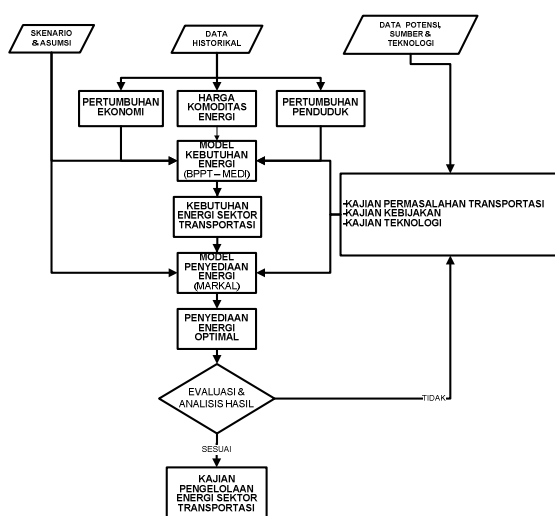 SKENARIO
& ASUMSI
DATA
HISTORIKAL
DATA POTENSI,
SUMBER &
TEKNOLOGI
PERTUMBUHAN
EKONOMI
HARGA
KOMODITAS
ENERGI
PERTUMBUHAN
PENDUDUK
MODEL
KEBUTUHAN
ENERGI
(BPPT – MEDI)
KEBUTUHAN
ENERGI SEKTOR
TRANSPORTASI
-KAJIAN PERMASALAHAN TRANSPORTASI
-KAJIAN KEBIJAKAN
-KAJIAN TEKNOLOGI
MODEL
PENYEDIAAN
ENERGI
(MARKAL)
PENYEDIAAN
ENERGI
OPTIMAL
EVALUASI &
ANALISIS HASIL
TIDAK
SESUAI
KAJIAN
PENGELOLAAN
ENERGI SEKTOR
TRANSPORTASI